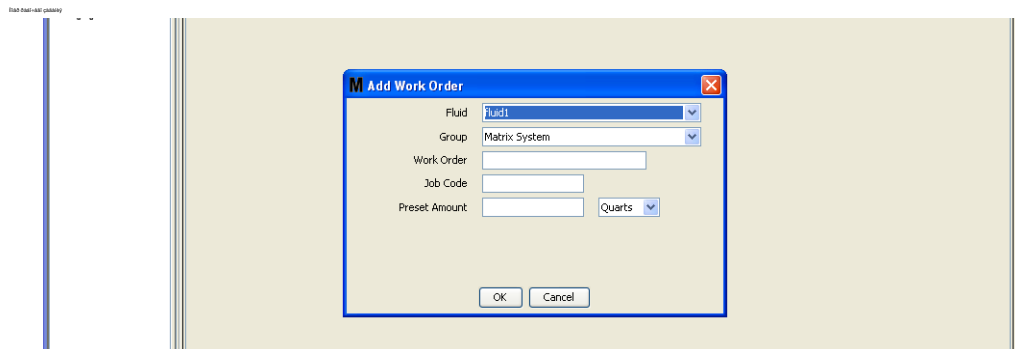 M Add Work Order
Fluid fluid1
Group Matrix System
Work Order
Job Code
Preset Amount Quarts
OK Cancel